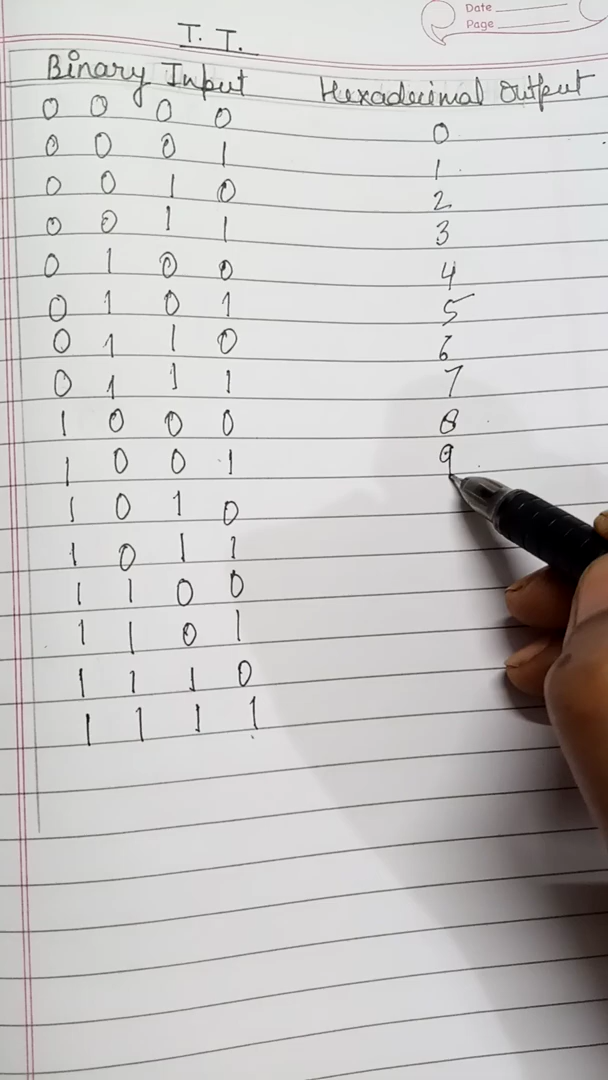 Date
Page
T. T.
Binary Input Hexadecimal Output
0 0 0 0 0
0 0 0 1 1
0 0 1 0 2
0 0 1 1 3
0 1 0 0 4
0 1 0 1 5
0 1 1 0 6
0 1 1 1 7
1 0 0 0 8
1 0 0 1 9
1 0 1 0
1 0 1 1
1 1 0 0
1 1 0 1
1 1 1 0
1 1 1 1